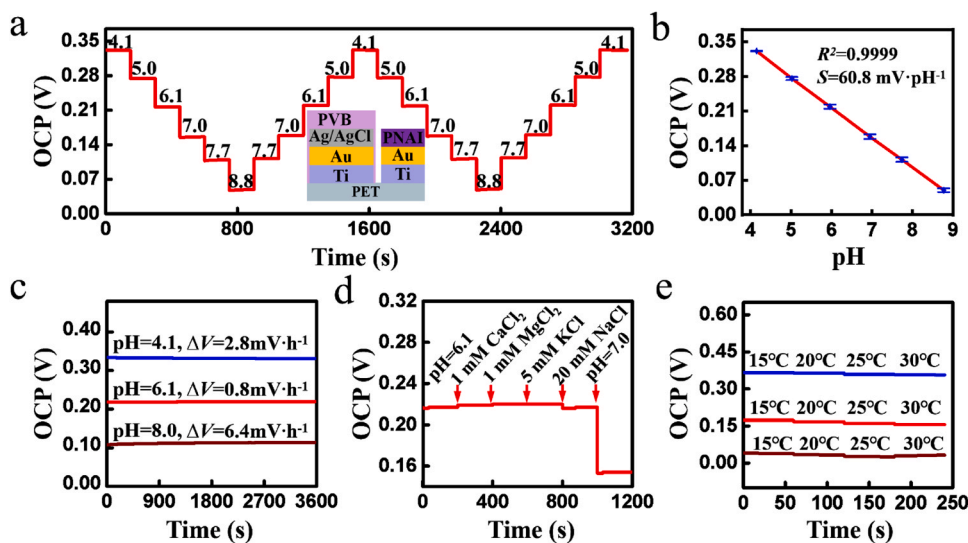 a
OCP (V)
0.35
0.28
0.21
0.14
0.07
0.00
4.1
5.0
6.1
7.0
7.7
8.8
7.7
7.0
6.1
5.0
4.1
5.0
6.1
7.0
7.7
8.8
7.7
7.0
6.1
5.0
4.1
PVB
Ag/AgCl
Au
Ti
PNAI
Au
Ti
PET
0 800 1600 2400 3200
Time (s)
b
OCP (V)
0.35
0.28
0.21
0.14
0.07
0.00
R²=0.9999
S=60.8 mV·pH⁻¹
4 5 6 7 8 9
pH
c
OCP (V)
0.40
0.30
0.20
0.10
0.00
pH=4.1, ΔV=2.8mV·h⁻¹
pH=6.1, ΔV=0.8mV·h⁻¹
pH=8.0, ΔV=6.4mV·h⁻¹
0 900 1800 2700 3600
Time (s)
d
OCP (V)
0.32
0.28
0.24
0.20
0.16
pH=6.1
1 mM CaCl₂
1 mM MgCl₂
5 mM KCl
20 mM NaCl
pH=7.0
0 400 800 1200
Time (s)
e
OCP (V)
0.60
0.45
0.30
0.15
0.00
15°C 20°C 25°C 30°C
15°C 20°C 25°C 30°C
15°C 20°C 25°C 30°C
0 50 100 150 200 250
Time (s)